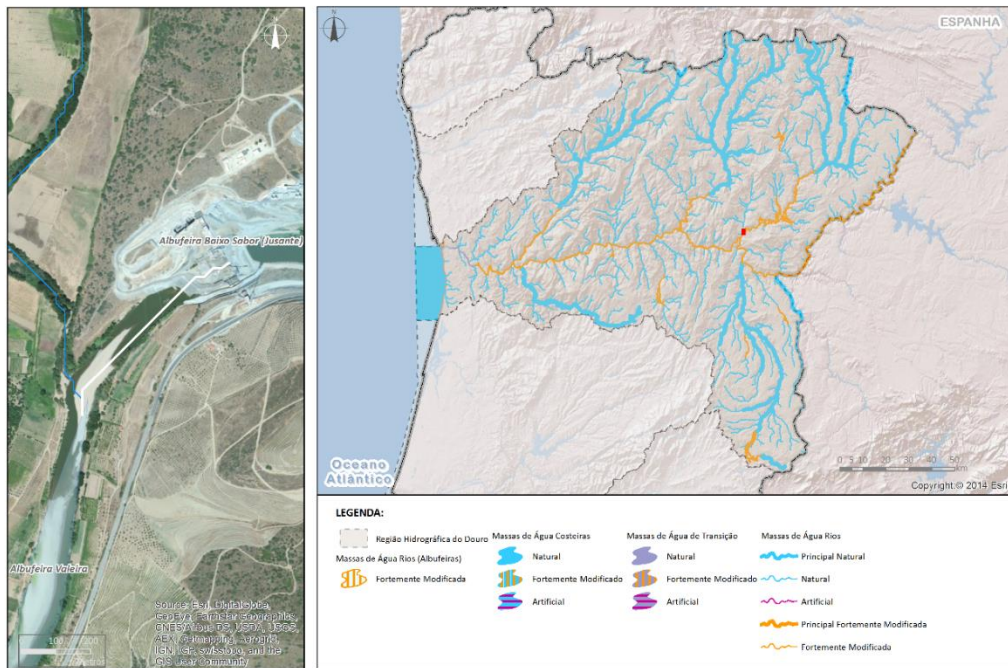 Albufeira Baixo Sabor (Jusante)
Albufeira Valeira
Source: Esri, DigitalGlobe,
GeoEye, Earthstar Geographics,
CNES/Airbus DS, USDA, USGS,
AEX, Getmapping, Aerogrid,
IGN, IGP, swisstopo, and the
GIS User Community
ESPANHA
Oceano
Atlântico
0 5 10 20 30 40 50
km
Copyright:© 2014 Esri
LEGENDA:
Região Hidrográfica do Douro
Massas de Água Rios (Albufeiras)
Fortemente Modificada
Massas de Água Costeiras
Natural
Fortemente Modificado
Artificial
Massas de Água de Transição
Natural
Fortemente Modificado
Artificial
Massas de Água Rios
Principal Natural
Natural
Artificial
Principal Fortemente Modificada
Fortemente Modificada